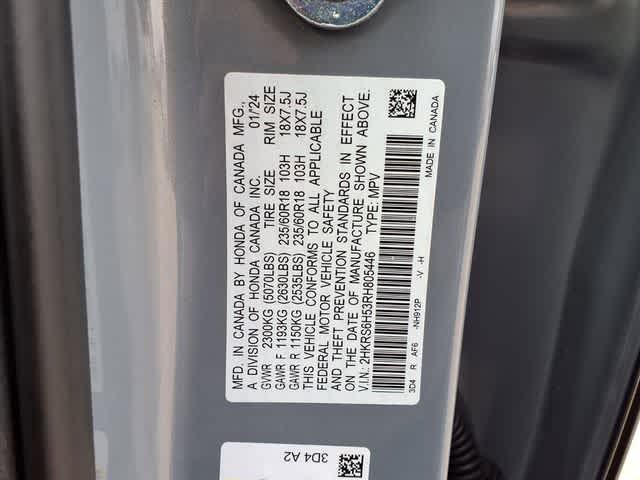 MFD. IN CANADA BY HONDA OF CANADA MFG.,
A DIVISION OF HONDA CANADA INC. 01/24
GVWR 2300KG (5070LBS) TIRE SIZE RIM SIZE
GAWR F 1193KG (2630LBS) 235/60R18 103H 18X7.5J
GAWR R 1150KG (2535LBS) 235/60R18 103H 18X7.5J
THIS VEHICLE CONFORMS TO ALL APPLICABLE
FEDERAL MOTOR VEHICLE SAFETY
AND THEFT PREVENTION STANDARDS IN EFFECT
ON THE DATE OF MANUFACTURE SHOWN ABOVE.
V.I.N.: 2HKRS6H53RH805446 TYPE: MPV
3D4 R AF6 -NH912P -V -H
MADE IN CANADA
3D4 A2